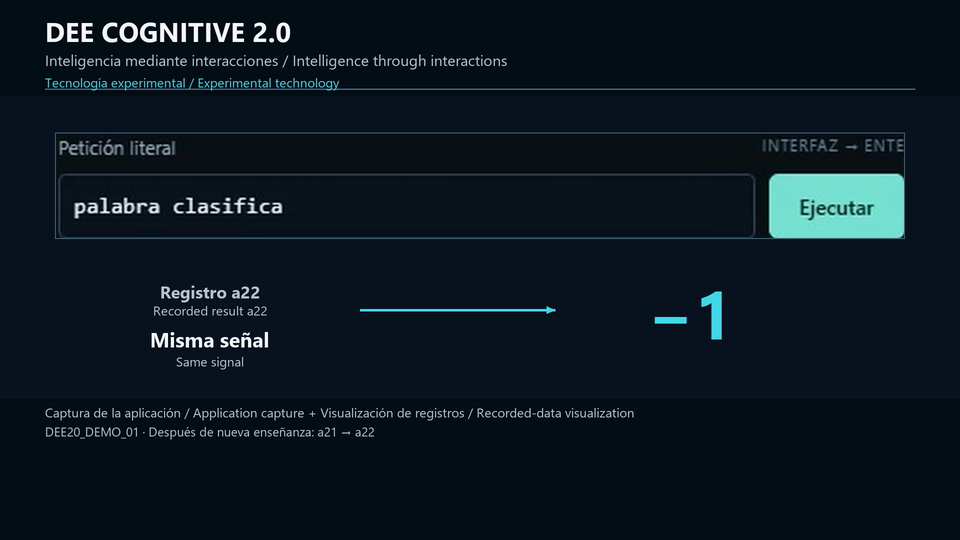 DEE COGNITIVE 2.0
Inteligencia mediante interacciones / Intelligence through interactions
Tecnología experimental / Experimental technology
Petición literal
INTERFAZ → ENTE
palabra clasifica
Ejecutar
Registro a22
Recorded result a22
Misma señal
Same signal
−1
Captura de la aplicación / Application capture + Visualización de registros / Recorded-data visualization
DEE20_DEMO_01 · Después de nueva enseñanza: a21 → a22